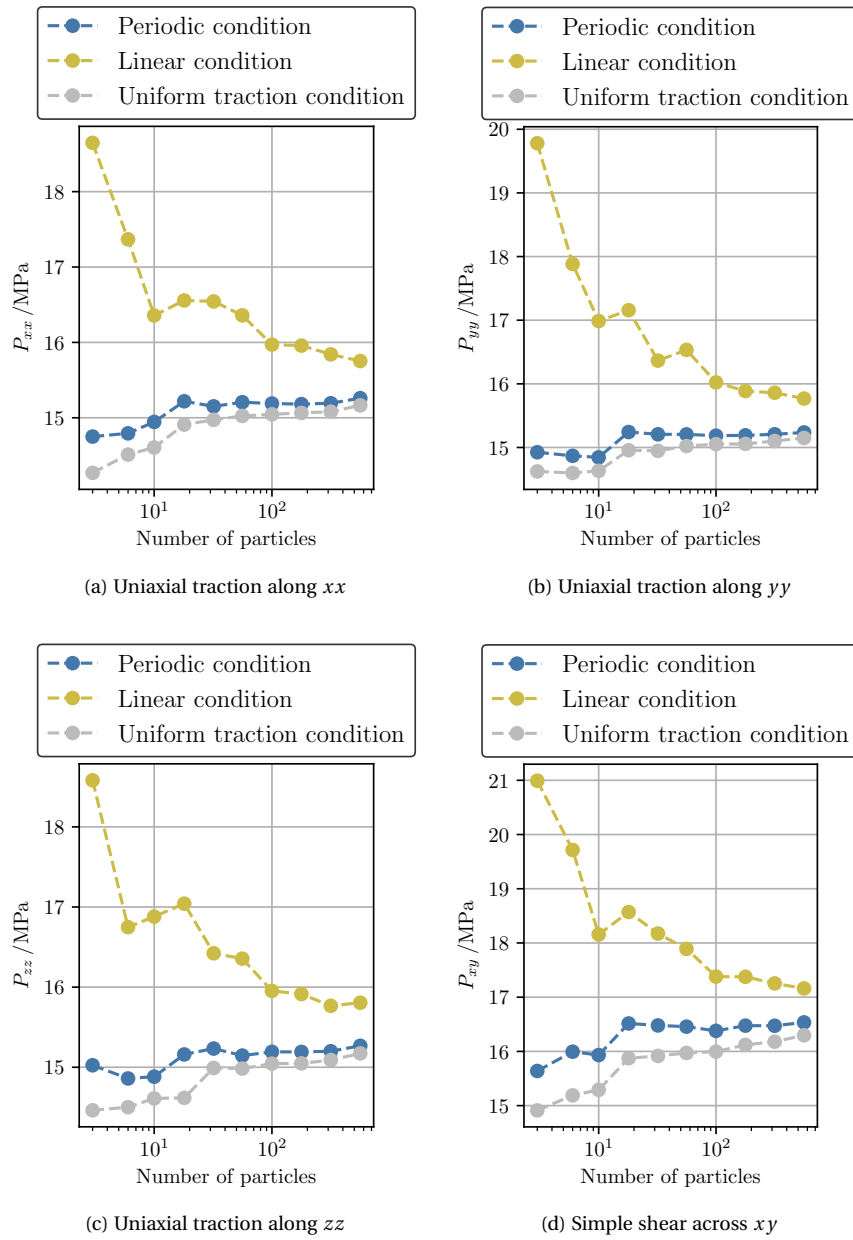 Periodic condition
Linear condition
Uniform traction condition
18
17
16
15
P_xx /MPa
10^1
10^2
Number of particles
(a) Uniaxial traction along xx
Periodic condition
Linear condition
Uniform traction condition
20
19
18
17
16
15
P_yy /MPa
10^1
10^2
Number of particles
(b) Uniaxial traction along yy
Periodic condition
Linear condition
Uniform traction condition
18
17
16
15
P_zz /MPa
10^1
10^2
Number of particles
(c) Uniaxial traction along zz
Periodic condition
Linear condition
Uniform traction condition
21
20
19
18
17
16
15
P_xy /MPa
10^1
10^2
Number of particles
(d) Simple shear across xy